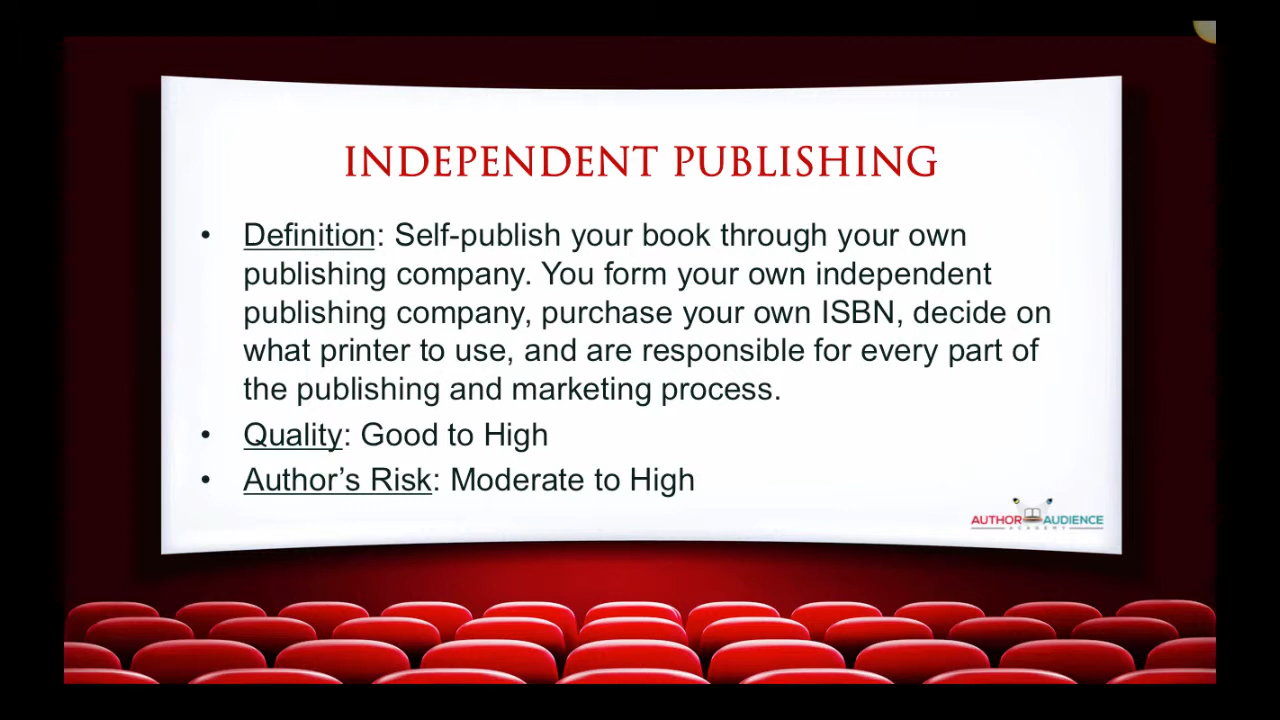 INDEPENDENT PUBLISHING
• Definition: Self-publish your book through your own
publishing company. You form your own independent
publishing company, purchase your own ISBN, decide on
what printer to use, and are responsible for every part of
the publishing and marketing process.
• Quality: Good to High
• Author’s Risk: Moderate to High
AUTHOR AUDIENCE
ACADEMY